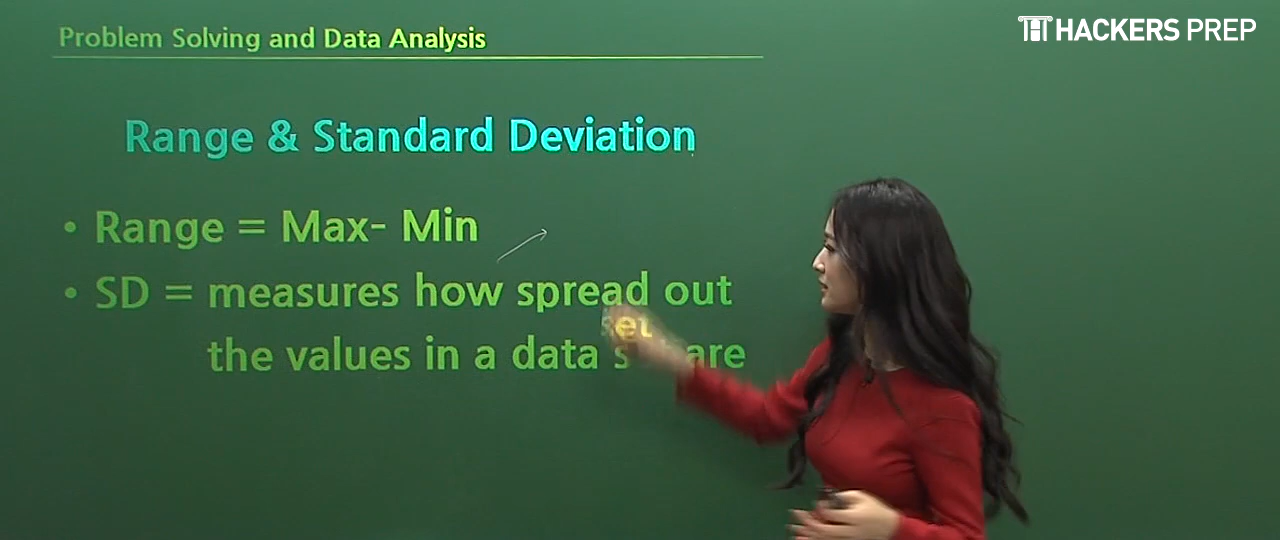 Problem Solving and Data Analysis
HACKERS PREP
Range & Standard Deviation
• Range = Max- Min
• SD = measures how spread out
the values in a data set are